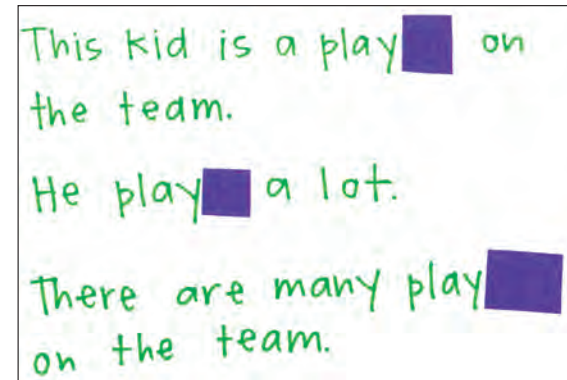 This kid is a play on
the team.
He play a lot.
There are many play
on the team.